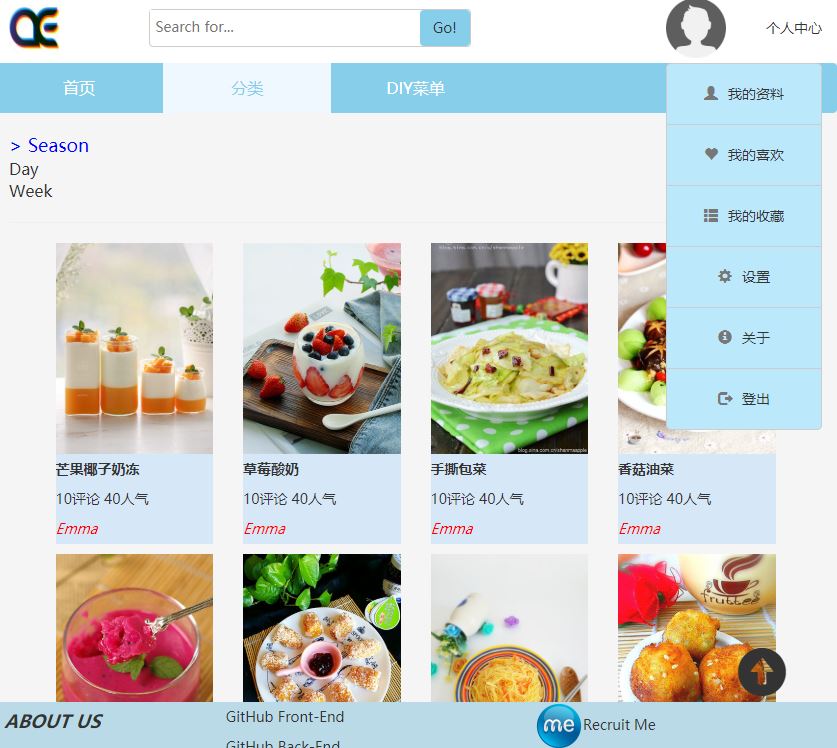 Search for...
Go!
个人中心
首页
分类
DIY菜单
我的资料
我的喜欢
我的收藏
设置
关于
登出
> Season
Day
Week
芒果椰子奶冻
10评论 40人气
Emma
草莓酸奶
10评论 40人气
Emma
手撕包菜
10评论 40人气
Emma
香菇油菜
10评论 40人气
Emma
fruttee
ABOUT US
GitHub Front-End
GitHub Back-End
me
Recruit Me